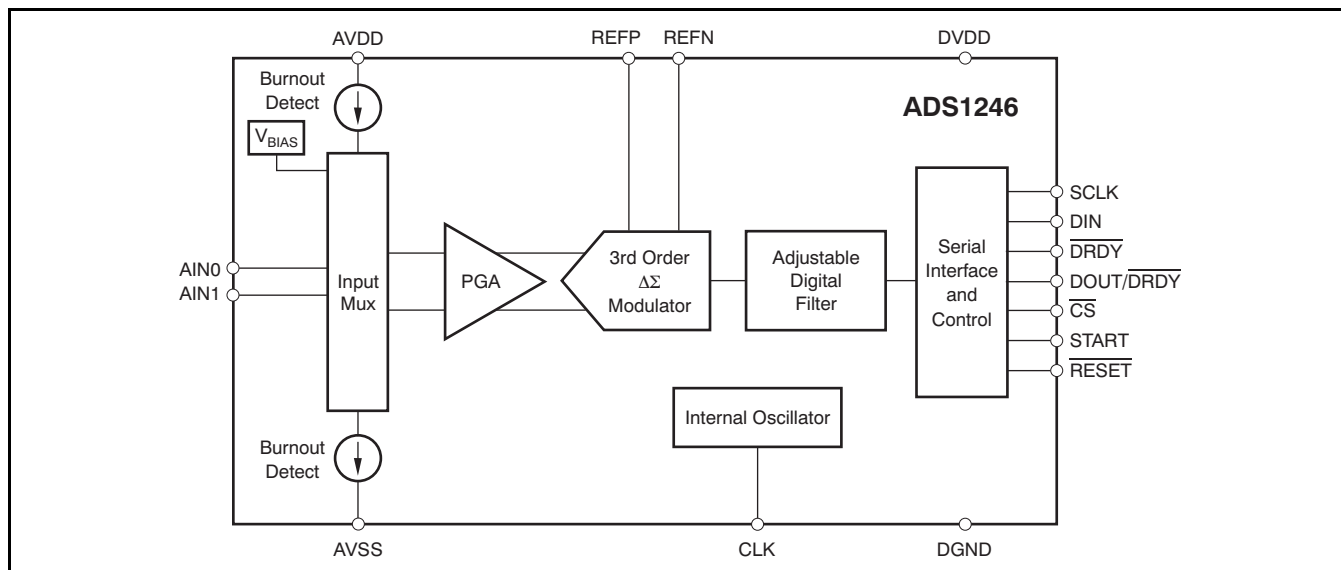 AVDD
REFP
REFN
DVDD
Burnout
Detect
ADS1246
VBIAS
SCLK
DIN
DRDY
DOUT/DRDY
CS
START
RESET
AIN0
AIN1
Input
Mux
PGA
3rd Order
ΔΣ
Modulator
Adjustable
Digital
Filter
Serial
Interface
and
Control
Internal Oscillator
Burnout
Detect
AVSS
CLK
DGND